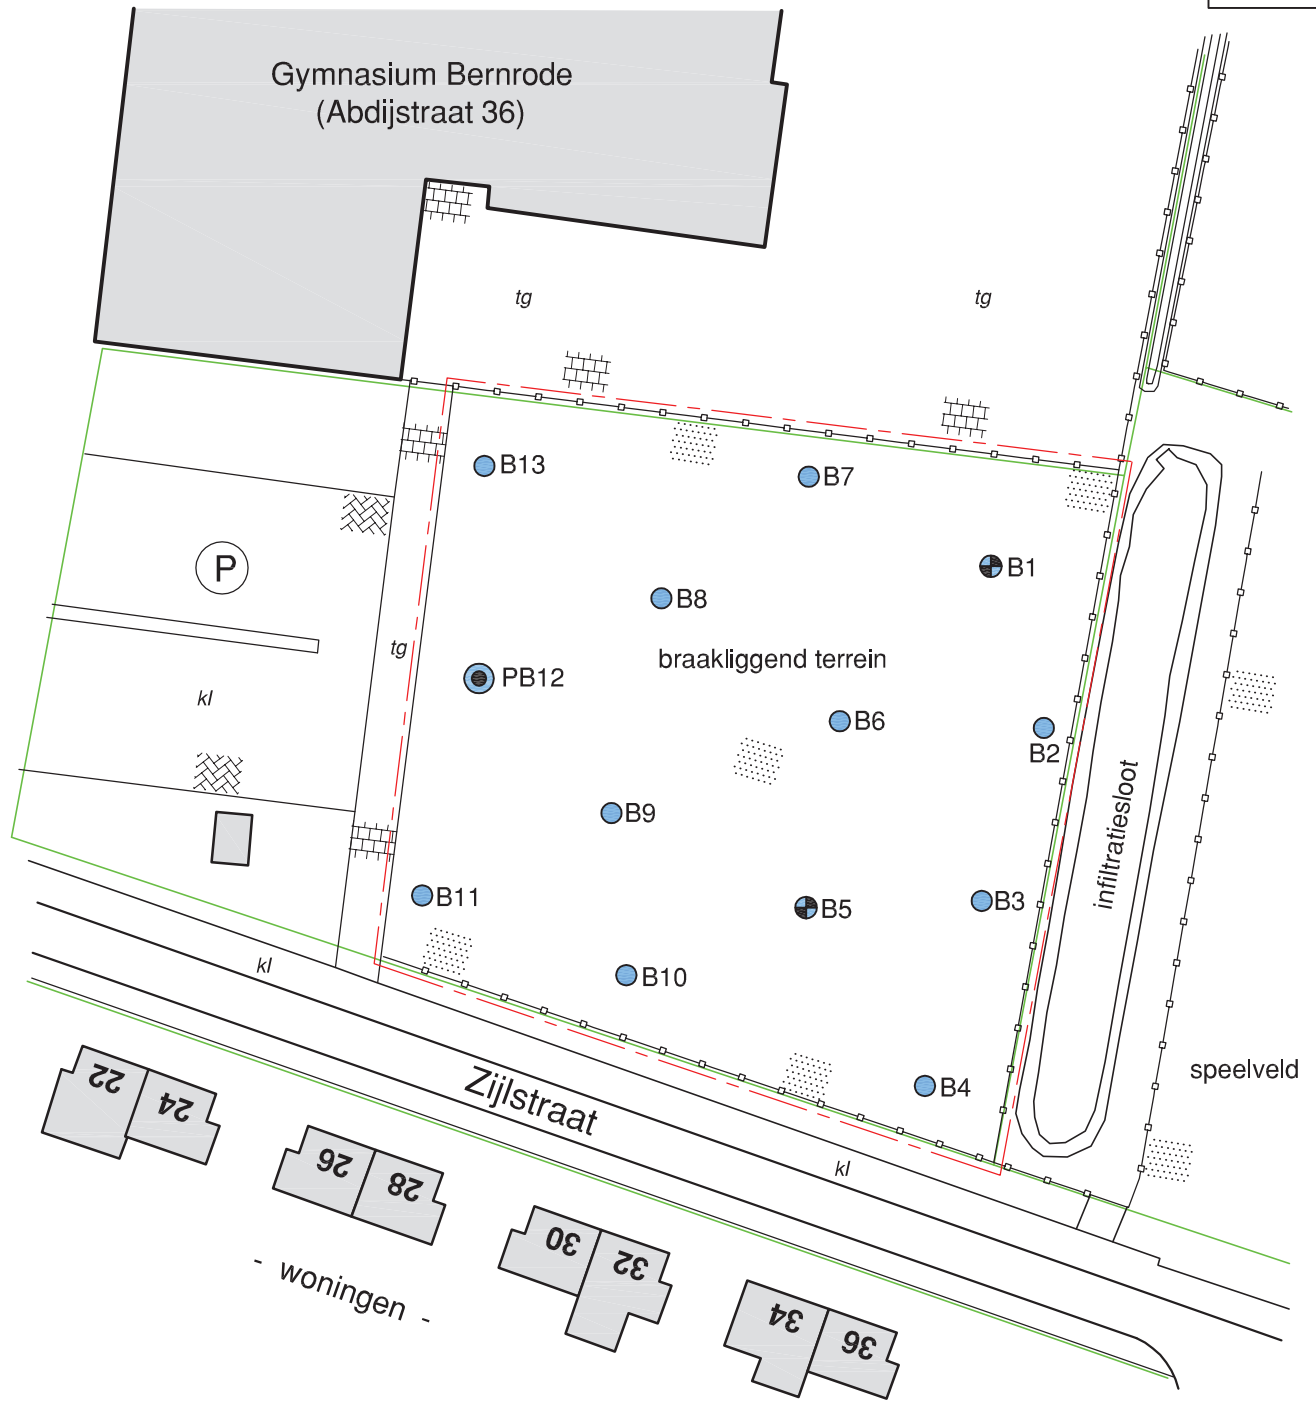 Gymnasium Bernrode
(Abdijstraat 36)
tg
tg
B13
B7
P
B1
B8
tg
braakliggend terrein
PB12
kl
B6
B2
infiltratiesloot
B9
B11
B5
B3
kl
B10
speelveld
B4
Zijlstraat
kl
22
24
26
28
30
32
34
36
- woningen -